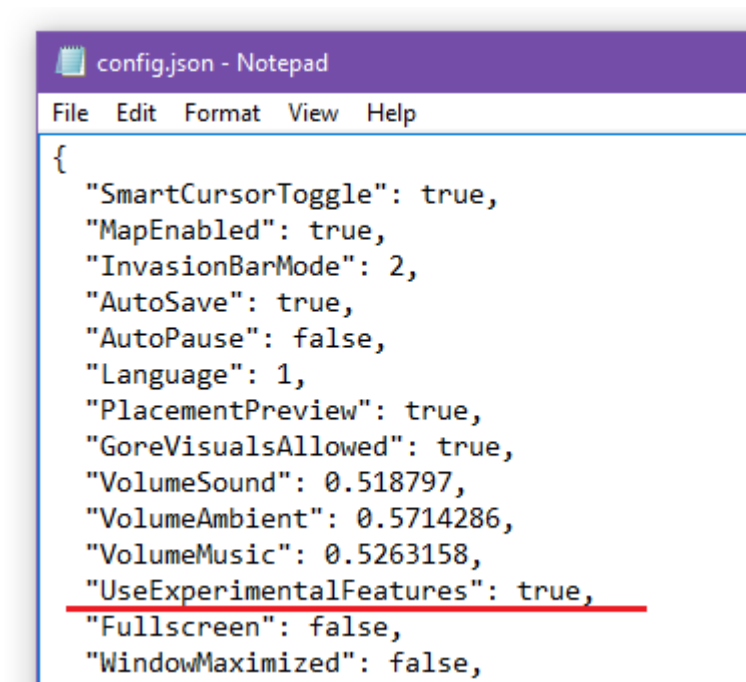 config.json - Notepad
File Edit Format View Help
{
"SmartCursorToggle": true,
"MapEnabled": true,
"InvasionBarMode": 2,
"AutoSave": true,
"AutoPause": false,
"Language": 1,
"PlacementPreview": true,
"GoreVisualsAllowed": true,
"VolumeSound": 0.518797,
"VolumeAmbient": 0.5714286,
"VolumeMusic": 0.5263158,
"UseExperimentalFeatures": true,
"Fullscreen": false,
"WindowMaximized": false,